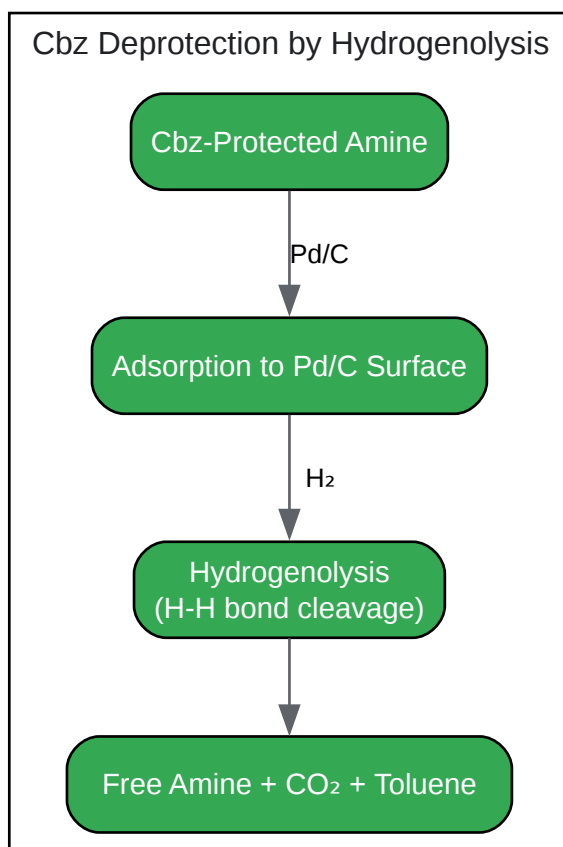 Cbz Deprotection by Hydrogenolysis
Cbz-Protected Amine
Pd/C
Adsorption to Pd/C Surface
H₂
Hydrogenolysis
(H-H bond cleavage)
Free Amine + CO₂ + Toluene